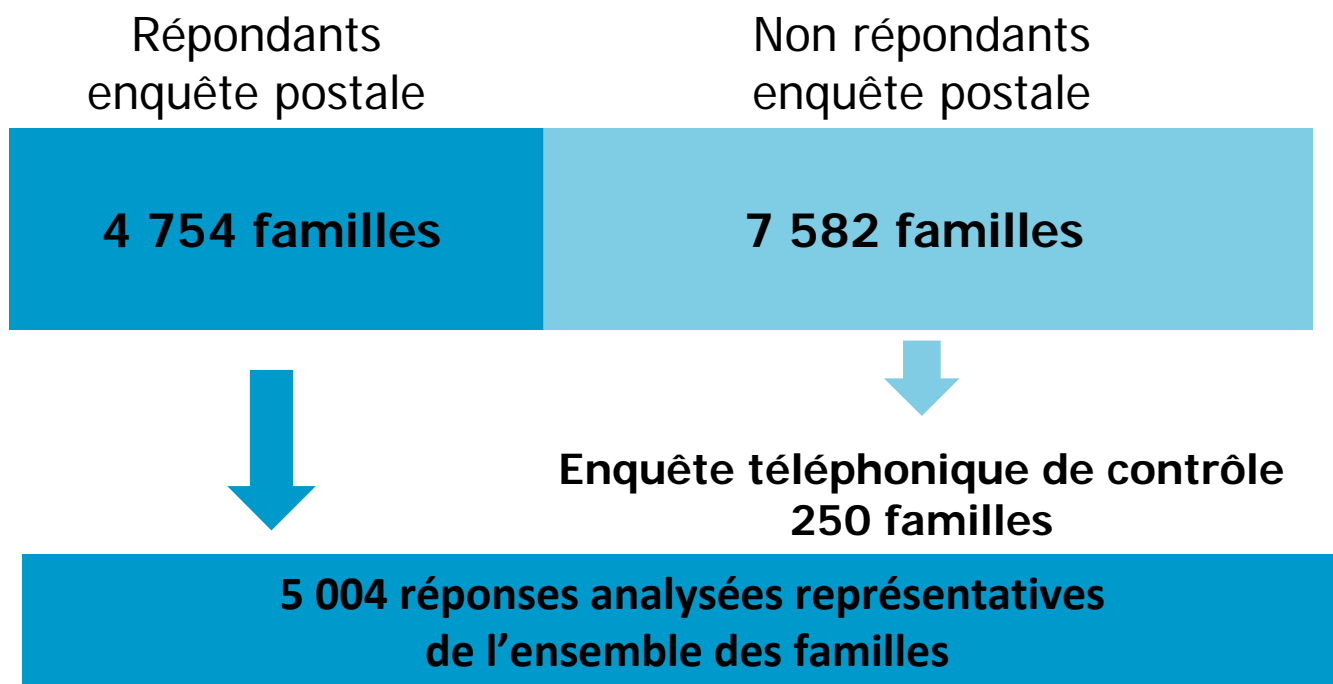 Répondants
enquête postale
Non répondants
enquête postale
4 754 familles
7 582 familles
Enquête téléphonique de contrôle
250 familles
5 004 réponses analysées représentatives
de l’ensemble des familles